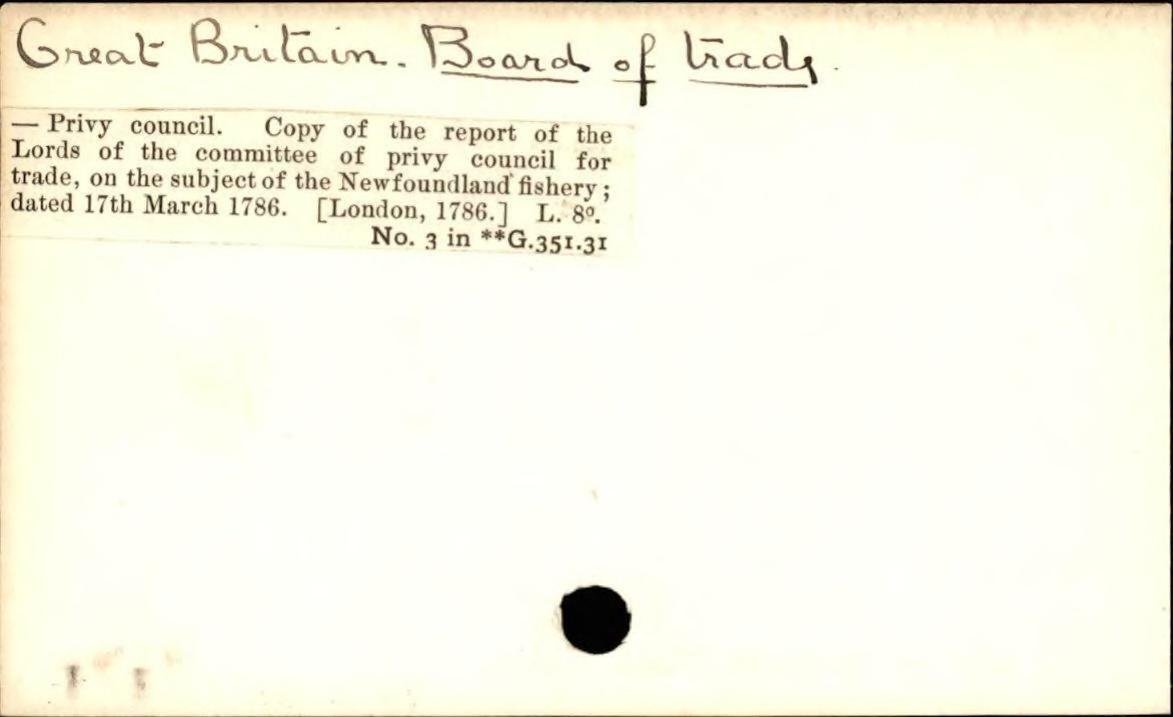 Great Britain. Board of trade.
— Privy council. Copy of the report of the
Lords of the committee of privy council for
trade, on the subject of the Newfoundland fishery;
dated 17th March 1786. [London, 1786.] L. 8º.
No. 3 in **G.351.31